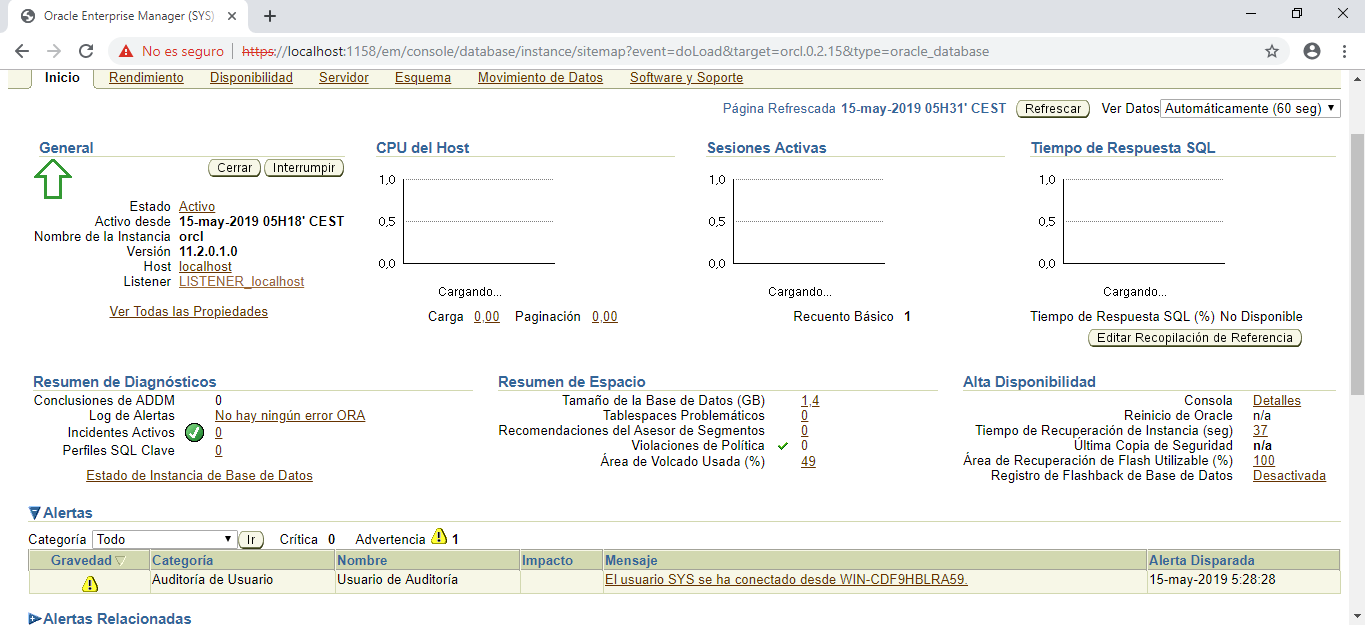 Oracle Enterprise Manager (SYS)
No es seguro https://localhost:1158/em/console/database/instance/sitemap?event=doLoad&target=orcl.0.2.15&type=oracle_database
Inicio Rendimiento Disponibilidad Servidor Esquema Movimiento de Datos Software y Soporte
Página Refrescada 15-may-2019 05H31' CEST Refrescar Ver Datos Automáticamente (60 seg)
General
Cerrar Interrumpir
Estado Activo
Activo desde 15-may-2019 05H18' CEST
Nombre de la Instancia orcl
Versión 11.2.0.1.0
Host localhost
Listener LISTENER_localhost
Ver Todas las Propiedades
CPU del Host
1,0
0,5
0,0
Cargando...
Carga 0,00 Paginación 0,00
Sesiones Activas
1,0
0,5
0,0
Cargando...
Recuento Básico 1
Tiempo de Respuesta SQL
1,0
0,5
0,0
Cargando...
Tiempo de Respuesta SQL (%) No Disponible
Editar Recopilación de Referencia
Resumen de Diagnósticos
Conclusiones de ADDM 0
Log de Alertas No hay ningún error ORA
Incidentes Activos 0
Perfiles SQL Clave 0
Estado de Instancia de Base de Datos
Resumen de Espacio
Tamaño de la Base de Datos (GB) 1,4
Tablespaces Problemáticos 0
Recomendaciones del Asesor de Segmentos 0
Violaciones de Política 0
Área de Volcado Usada (%) 49
Alta Disponibilidad
Consola Detalles
Reinicio de Oracle n/a
Tiempo de Recuperación de Instancia (seg) 37
Última Copia de Seguridad n/a
Área de Recuperación de Flash Utilizable (%) 100
Registro de Flashback de Base de Datos Desactivada
Alertas
Categoría Todo Ir Crítica 0 Advertencia 1
Gravedad Categoría Nombre Impacto Mensaje Alerta Disparada
Auditoría de Usuario Usuario de Auditoría El usuario SYS se ha conectado desde WIN-CDF9HBLRA59. 15-may-2019 5:28:28
Alertas Relacionadas